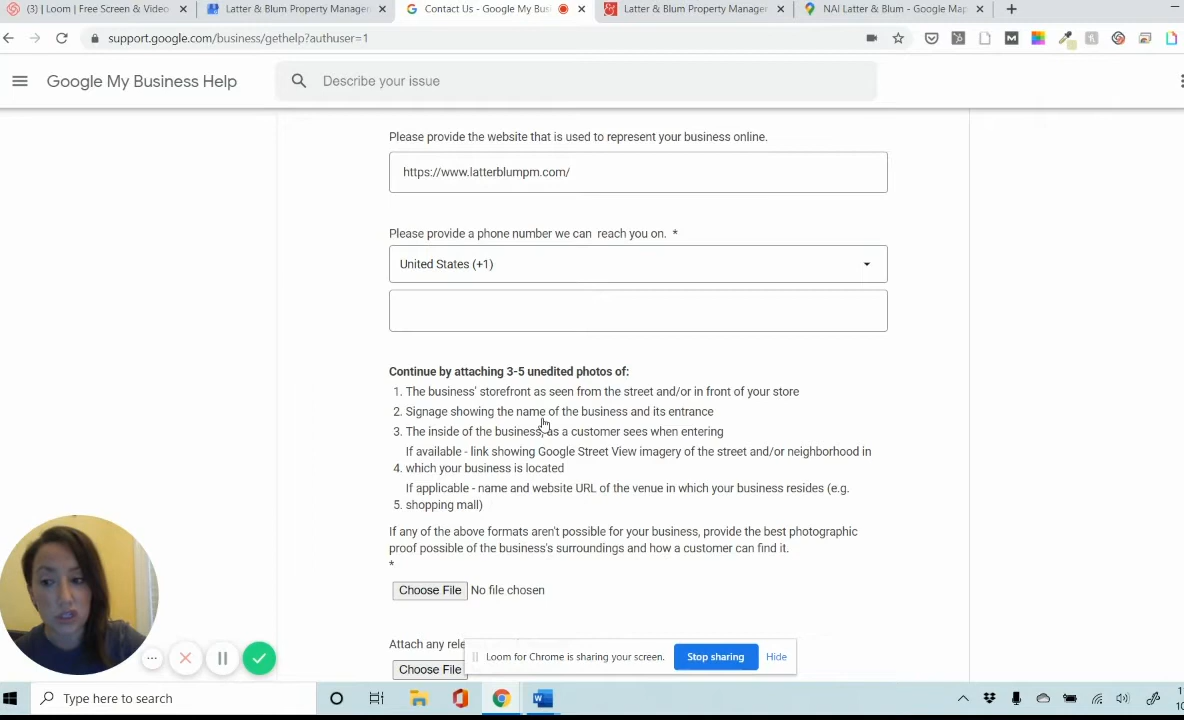 (3) | Loom | Free Screen & Video
Latter & Blum Property Manager
Contact Us - Google My Bus
Latter & Blum Property Manager
NAI Latter & Blum - Google Map
support.google.com/business/gethelp?authuser=1
Google My Business Help
Describe your issue
Please provide the website that is used to represent your business online.
https://www.latterblumpm.com/
Please provide a phone number we can reach you on. *
United States (+1)
Continue by attaching 3-5 unedited photos of:
1. The business' storefront as seen from the street and/or in front of your store
2. Signage showing the name of the business and its entrance
3. The inside of the business, as a customer sees when entering
If available - link showing Google Street View imagery of the street and/or neighborhood in
4. which your business is located
If applicable - name and website URL of the venue in which your business resides (e.g.
5. shopping mall)
If any of the above formats aren't possible for your business, provide the best photographic
proof possible of the business's surroundings and how a customer can find it.
*
Choose File No file chosen
Attach any rele
Choose File
Loom for Chrome is sharing your screen.
Stop sharing
Hide
Type here to search